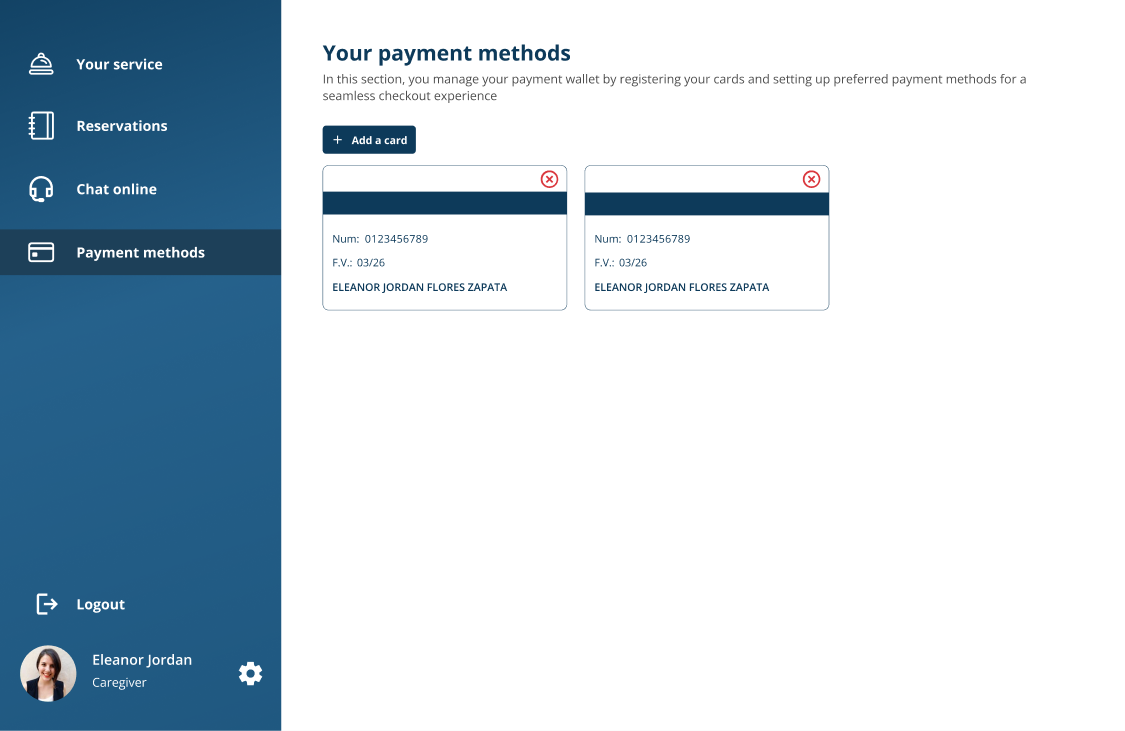 Your service
Reservations
Chat online
Payment methods
Logout
Eleanor Jordan
Caregiver
Your payment methods
In this section, you manage your payment wallet by registering your cards and setting up preferred payment methods for a
seamless checkout experience
+ Add a card
Num: 0123456789
F.V.: 03/26
ELEANOR JORDAN FLORES ZAPATA
Num: 0123456789
F.V.: 03/26
ELEANOR JORDAN FLORES ZAPATA